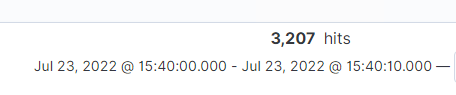 3,207 hits
Jul 23, 2022 @ 15:40:00.000 - Jul 23, 2022 @ 15:40:10.000 —